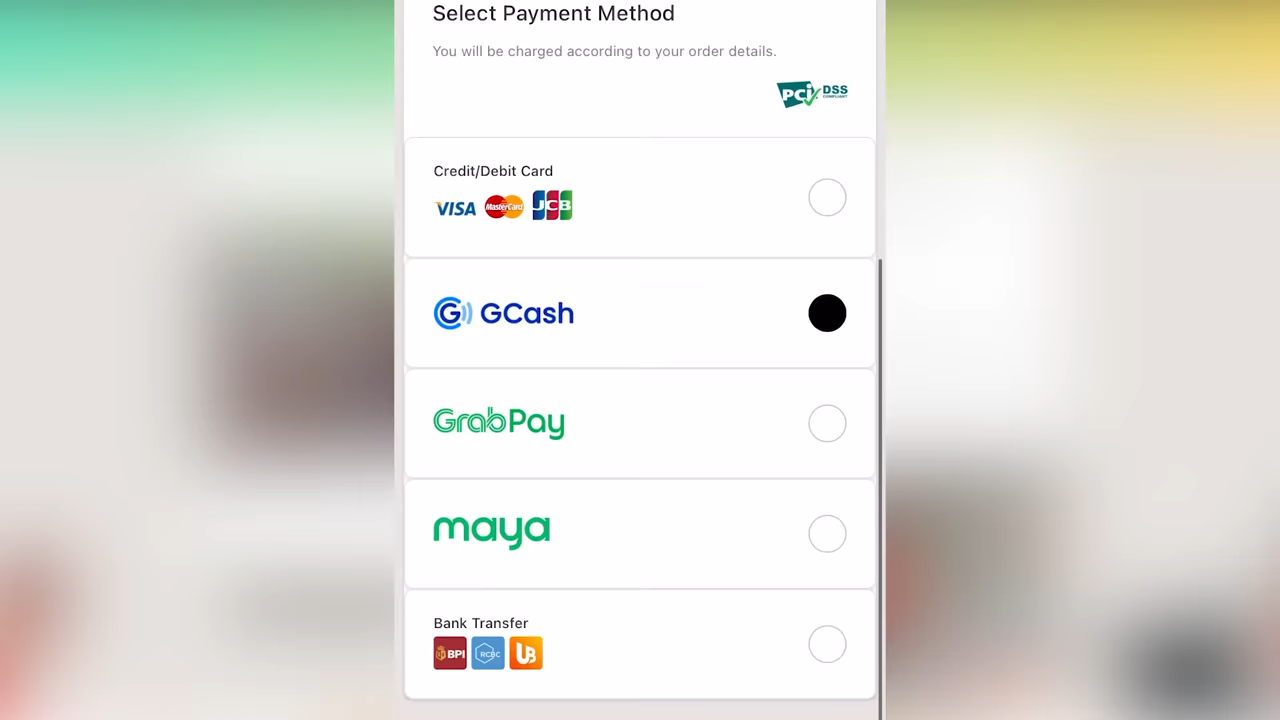 Select Payment Method
You will be charged according to your order details.
PCI DSS
COMPLIANT
Credit/Debit Card
VISA MasterCard JCB
G GCash
GrabPay
maya
Bank Transfer
BPI RCBC UB